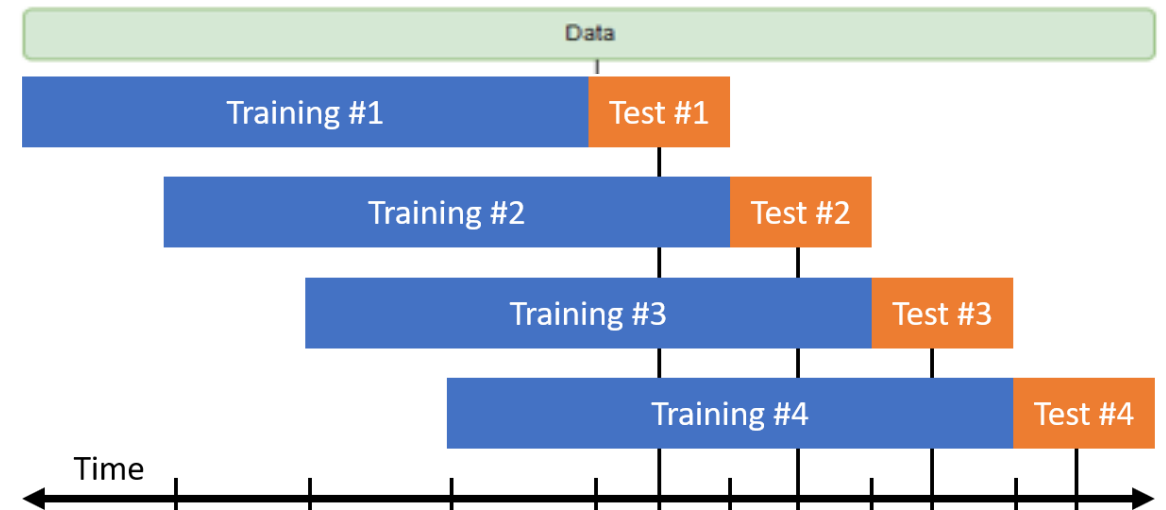 Data
Training #1 Test #1
Training #2 Test #2
Training #3 Test #3
Training #4 Test #4
Time